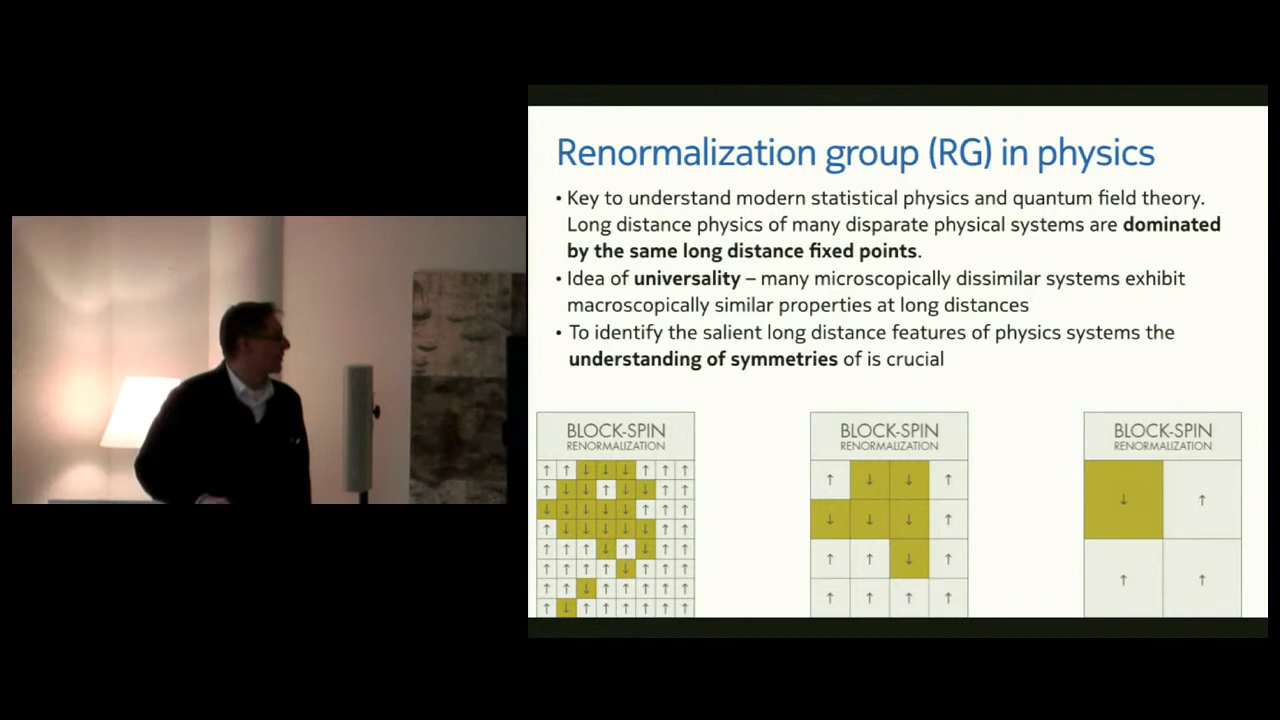 Renormalization group (RG) in physics
• Key to understand modern statistical physics and quantum field theory.
Long distance physics of many disparate physical systems are dominated
by the same long distance fixed points.
• Idea of universality – many microscopically dissimilar systems exhibit
macroscopically similar properties at long distances
• To identify the salient long distance features of physics systems the
understanding of symmetries of is crucial
BLOCK-SPIN
RENORMALIZATION
↑ ↑ ↓ ↓ ↓ ↑ ↑ ↑
↑ ↓ ↓ ↑ ↓ ↓ ↑ ↑
↓ ↓ ↓ ↓ ↓ ↑ ↑ ↑
↑ ↓ ↓ ↓ ↓ ↓ ↑ ↑
↑ ↑ ↑ ↓ ↑ ↓ ↑ ↑
↑ ↑ ↑ ↑ ↓ ↑ ↑ ↑
↑ ↑ ↓ ↑ ↑ ↑ ↑ ↑
↑ ↓ ↑ ↑ ↑ ↑ ↑ ↑
BLOCK-SPIN
RENORMALIZATION
↑ ↓ ↓ ↑
↓ ↓ ↓ ↑
↑ ↑ ↓ ↑
↑ ↑ ↑ ↑
BLOCK-SPIN
RENORMALIZATION
↓ ↑
↑ ↑